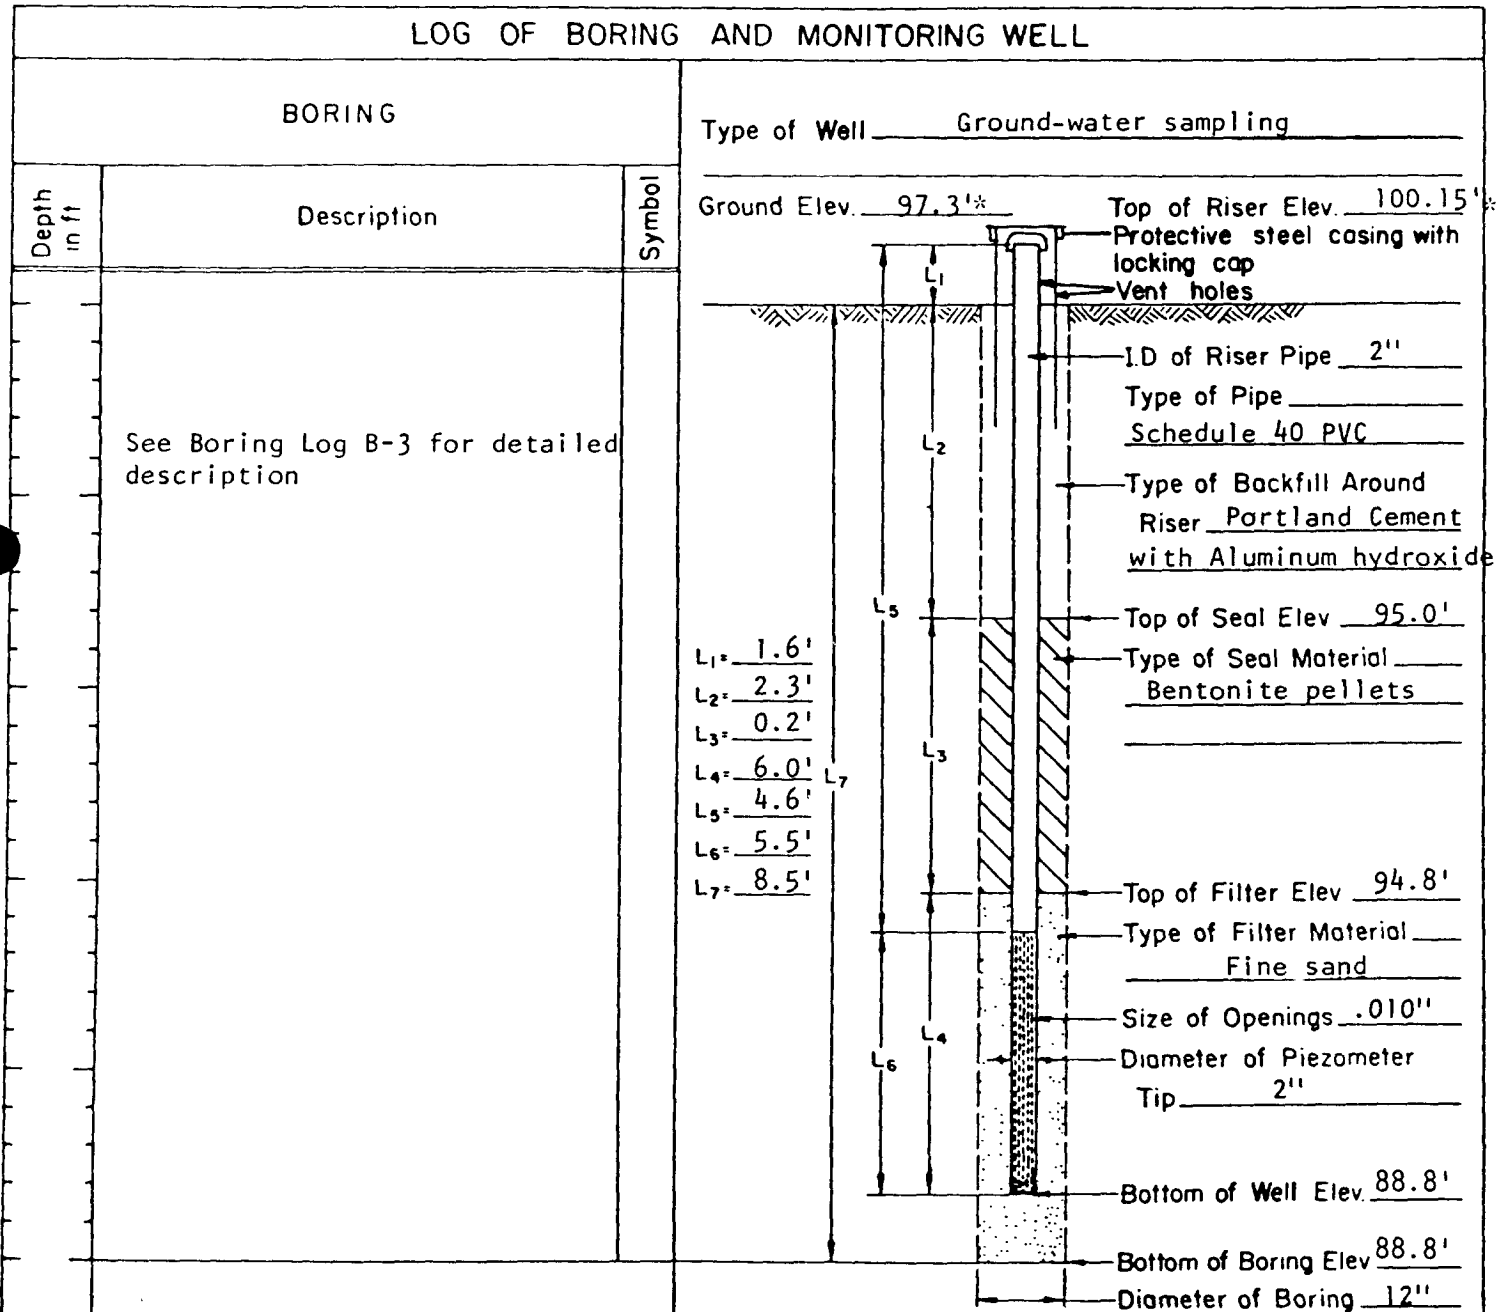 LOG OF BORING AND MONITORING WELL
BORING
Depth in ft
Description
Symbol
See Boring Log B-3 for detailed
description
Type of Well Ground-water sampling
Ground Elev. 97.3'*
Top of Riser Elev. 100.15'*
Protective steel casing with
locking cap
Vent holes
I.D of Riser Pipe 2"
Type of Pipe
Schedule 40 PVC
Type of Backfill Around
Riser Portland Cement
with Aluminum hydroxide
Top of Seal Elev 95.0'
Type of Seal Material
Bentonite pellets
Top of Filter Elev 94.8'
Type of Filter Material
Fine sand
Size of Openings .010"
Diameter of Piezometer
Tip 2"
Bottom of Well Elev. 88.8'
Bottom of Boring Elev 88.8'
Diameter of Boring 12"
L1= 1.6'
L2= 2.3'
L3= 0.2'
L4= 6.0'
L5= 4.6'
L6= 5.5'
L7= 8.5'
L1
L2
L5
L3
L7
L4
L6